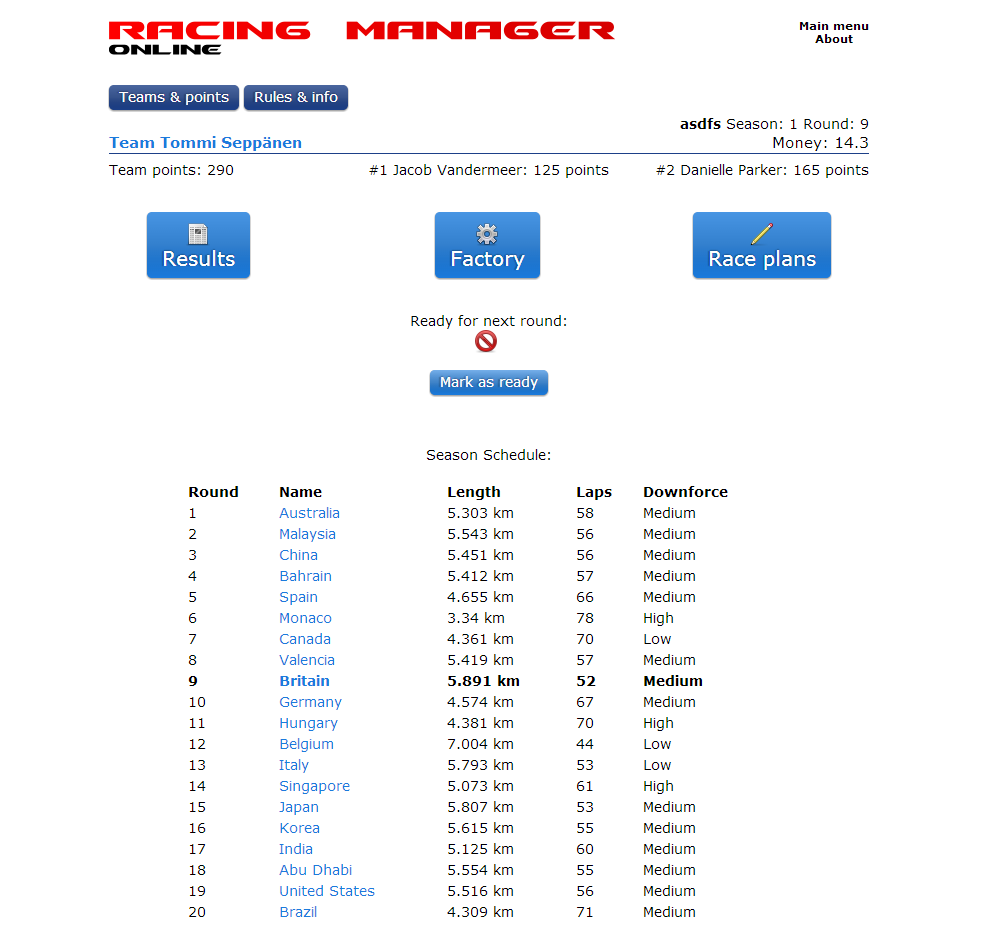 RACING MANAGER
ONLINE
Main menu
About
Teams & points Rules & info
asdfs Season: 1 Round: 9
Team Tommi Seppänen Money: 14.3
Team points: 290 #1 Jacob Vandermeer: 125 points #2 Danielle Parker: 165 points
Results Factory Race plans
Ready for next round:
Mark as ready
Season Schedule:
Round Name Length Laps Downforce
1 Australia 5.303 km 58 Medium
2 Malaysia 5.543 km 56 Medium
3 China 5.451 km 56 Medium
4 Bahrain 5.412 km 57 Medium
5 Spain 4.655 km 66 Medium
6 Monaco 3.34 km 78 High
7 Canada 4.361 km 70 Low
8 Valencia 5.419 km 57 Medium
9 Britain 5.891 km 52 Medium
10 Germany 4.574 km 67 Medium
11 Hungary 4.381 km 70 High
12 Belgium 7.004 km 44 Low
13 Italy 5.793 km 53 Low
14 Singapore 5.073 km 61 High
15 Japan 5.807 km 53 Medium
16 Korea 5.615 km 55 Medium
17 India 5.125 km 60 Medium
18 Abu Dhabi 5.554 km 55 Medium
19 United States 5.516 km 56 Medium
20 Brazil 4.309 km 71 Medium